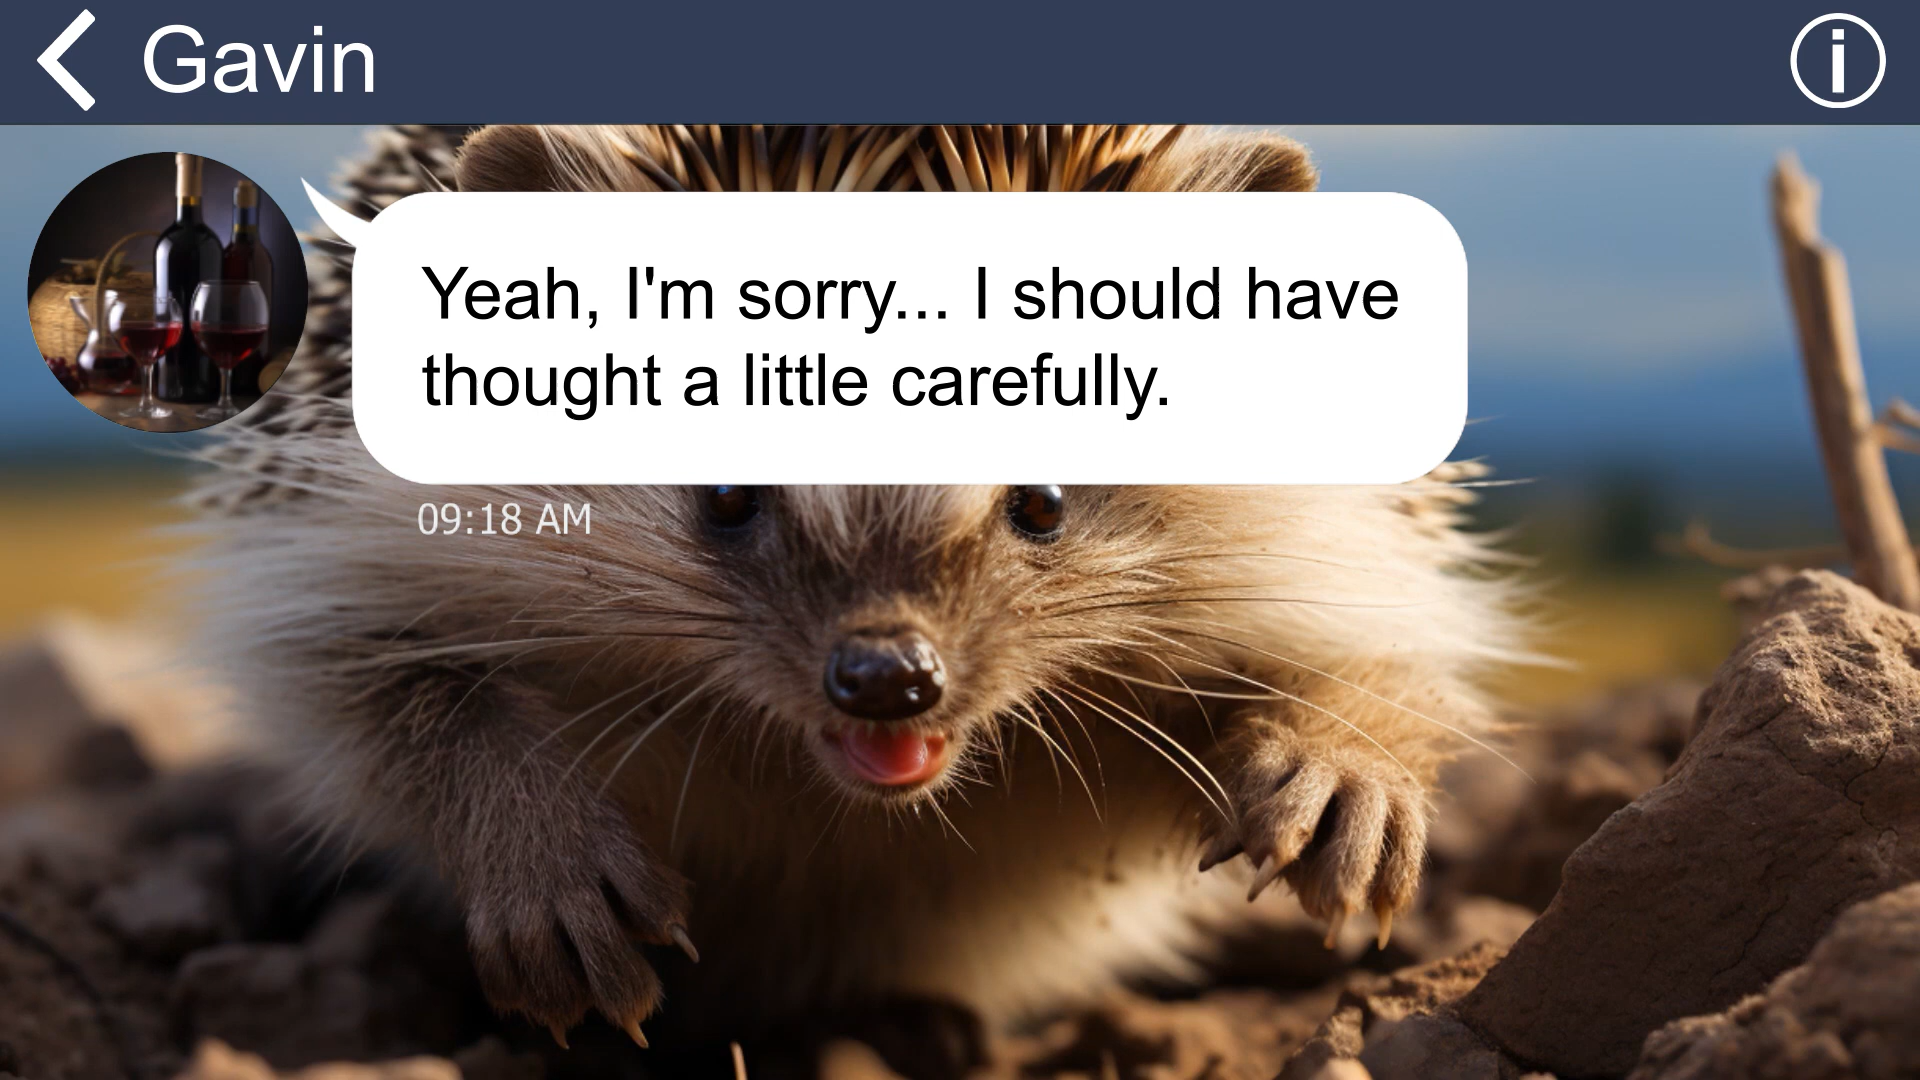 Gavin
Yeah, I'm sorry... I should have
thought a little carefully.
09:18 AM